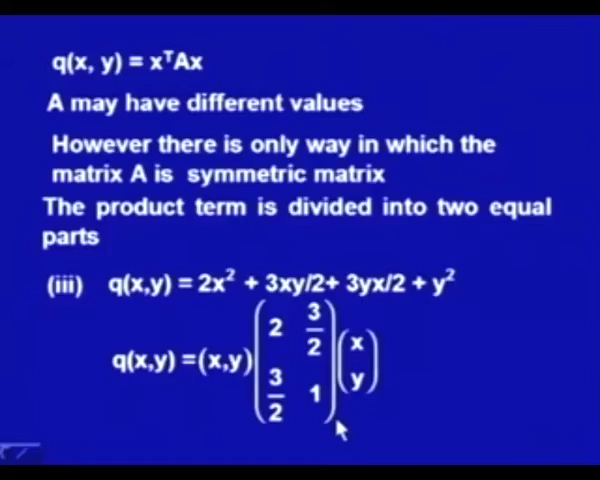 q(x, y) = xᵀAx
A may have different values
However there is only way in which the
matrix A is symmetric matrix
The product term is divided into two equal
parts
(iii) q(x,y) = 2x² + 3xy/2+ 3yx/2 + y²
q(x,y) =(x,y) (2 3/2; 3/2 1) (x; y)